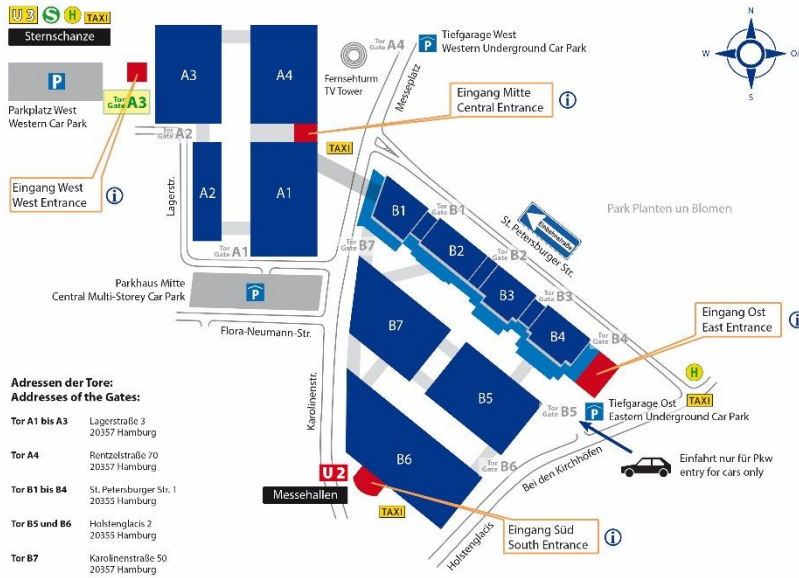 U3 S H TAXI
Sternschanze
P
Parkplatz West
Western Car Park
Tor
Gate A3
A3
A4
Tor
Gate A2
Eingang West
West Entrance
i
Lagerstr.
A2
A1
Tor
Gate A1
Fernsehturm
TV Tower
Tor
Gate A4
Messeplatz
P
Tiefgarage West
Western Underground Car Park
Eingang Mitte
Central Entrance
i
TAXI
N
W
O/
S
Park Planten un Blomen
Einbahnstraße
St. Petersburger Str.
B1
Tor
Gate B1
B2
Tor
Gate B2
B3
Tor
Gate B3
B4
Tor
Gate B4
Tor
Gate B7
Parkhaus Mitte
Central Multi-Storey Car Park
P
Flora-Neumann-Str.
Karolinenstr.
B7
B5
B6
Eingang Ost
East Entrance
i
H
TAXI
Tor
Gate B5
P
Tiefgarage Ost
Eastern Underground Car Park
Einfahrt nur für Pkw
entry for cars only
Bei den Kirchhöfen
Tor
Gate B6
Holstenglacis
U2
Messehallen
TAXI
Eingang Süd
South Entrance
i
Adressen der Tore:
Addresses of the Gates:
Tor A1 bis A3 Lagerstraße 3
20357 Hamburg
Tor A4 Rentzelstraße 70
20357 Hamburg
Tor B1 bis B4 St. Petersburger Str. 1
20355 Hamburg
Tor B5 und B6 Holstenglacis 2
20355 Hamburg
Tor B7 Karolinenstraße 50
20357 Hamburg